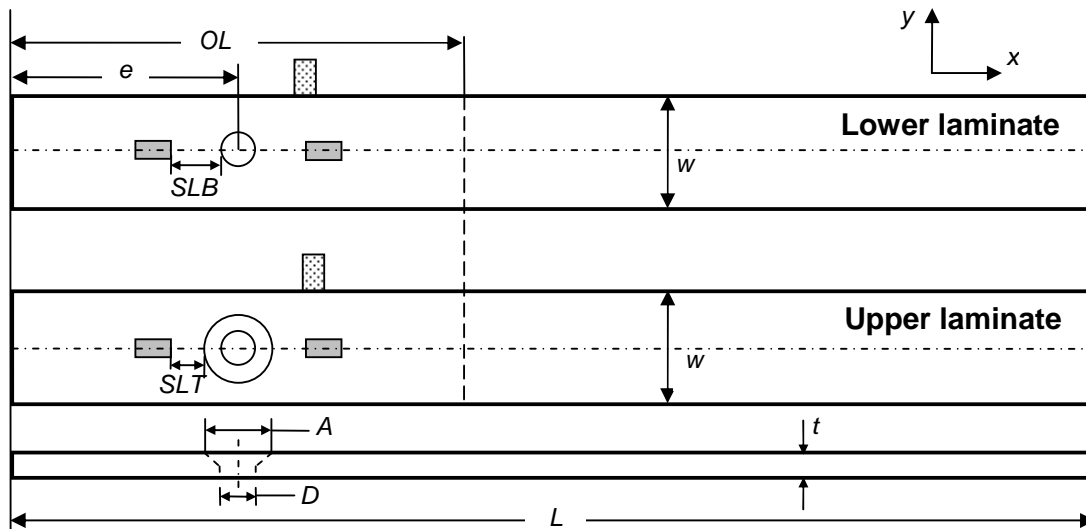 OL
y
e
x
Lower laminate
w
SLB
Upper laminate
w
SLT
A
t
D
L